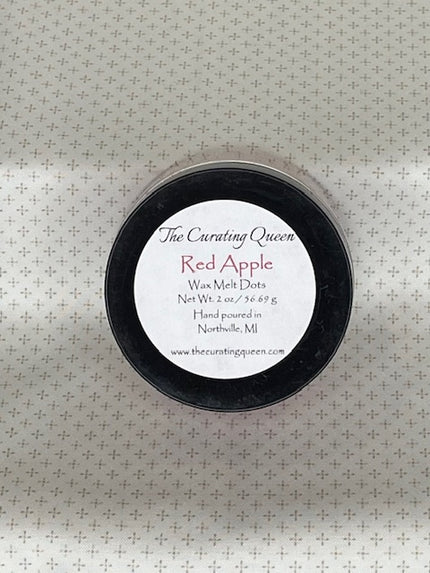 The Curating Queen
Red Apple
Wax Melt Dots
Net Wt. 2 oz / 56.69 g
Hand poured in
Northville, MI
www.thecuratingqueen.com